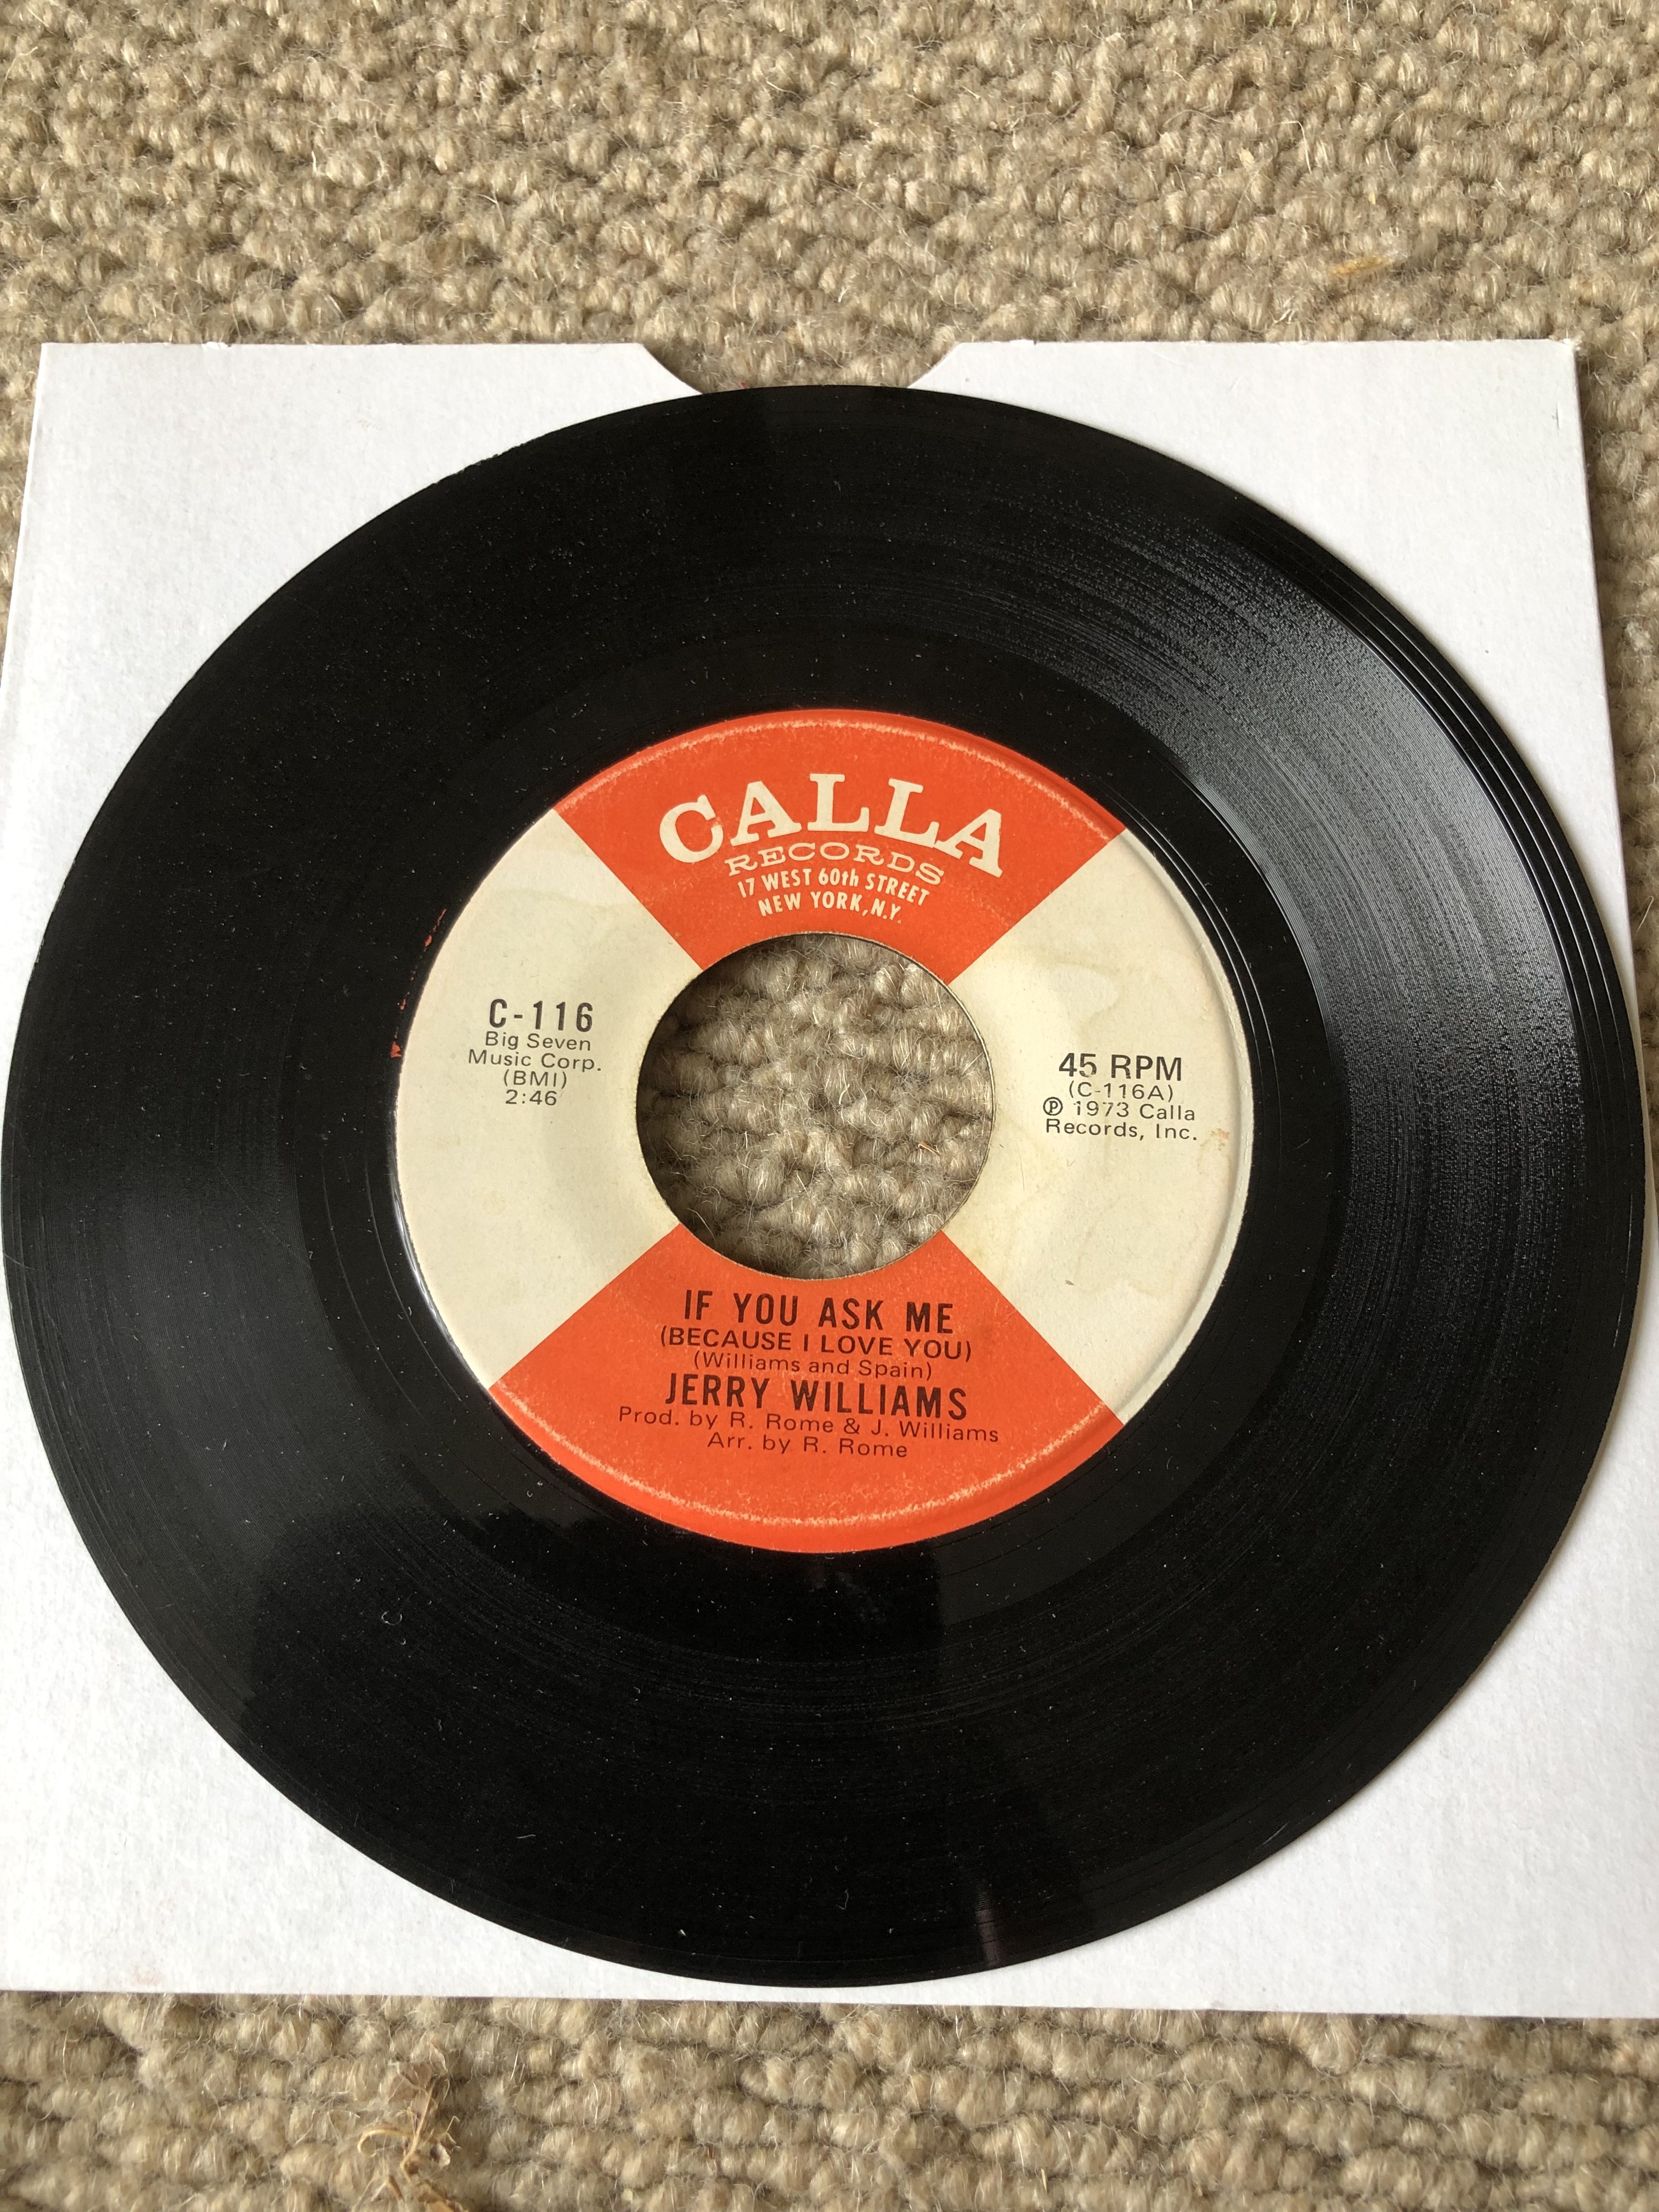 CALLA
RECORDS
17 WEST 60th STREET
NEW YORK, N.Y.
C-116
Big Seven
Music Corp.
(BMI)
2:46
45 RPM
(C-116A)
℗ 1973 Calla
Records, Inc.
IF YOU ASK ME
(BECAUSE I LOVE YOU)
(Williams and Spain)
JERRY WILLIAMS
Prod. by R. Rome & J. Williams
Arr. by R. Rome